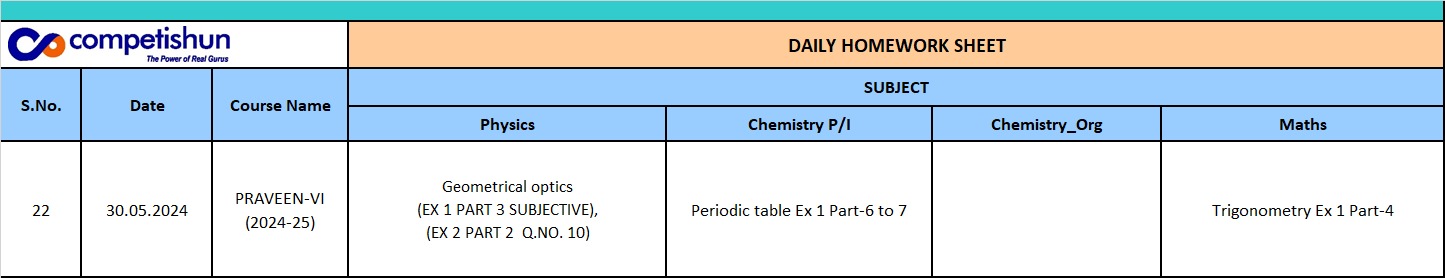 competishun
The Power of Real Gurus
DAILY HOMEWORK SHEET
S.No.
Date
Course Name
SUBJECT
Physics
Chemistry P/I
Chemistry_Org
Maths
22
30.05.2024
PRAVEEN-VI
(2024-25)
Geometrical optics
(EX 1 PART 3 SUBJECTIVE),
(EX 2 PART 2  Q.NO. 10)
Periodic table Ex 1 Part-6 to 7
Trigonometry Ex 1 Part-4